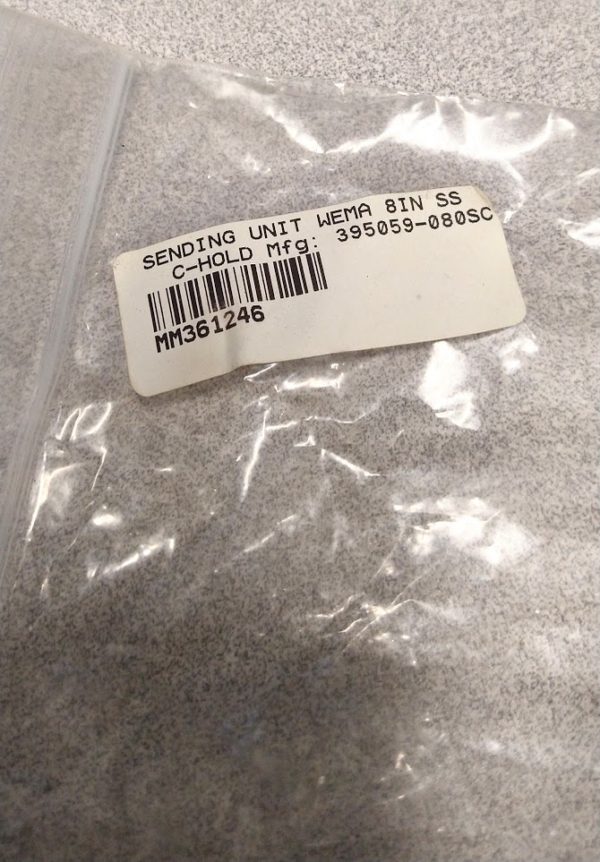 SENDING UNIT WEMA 8IN SS
C-HOLD Mfg: 395059-080SC
MM361246